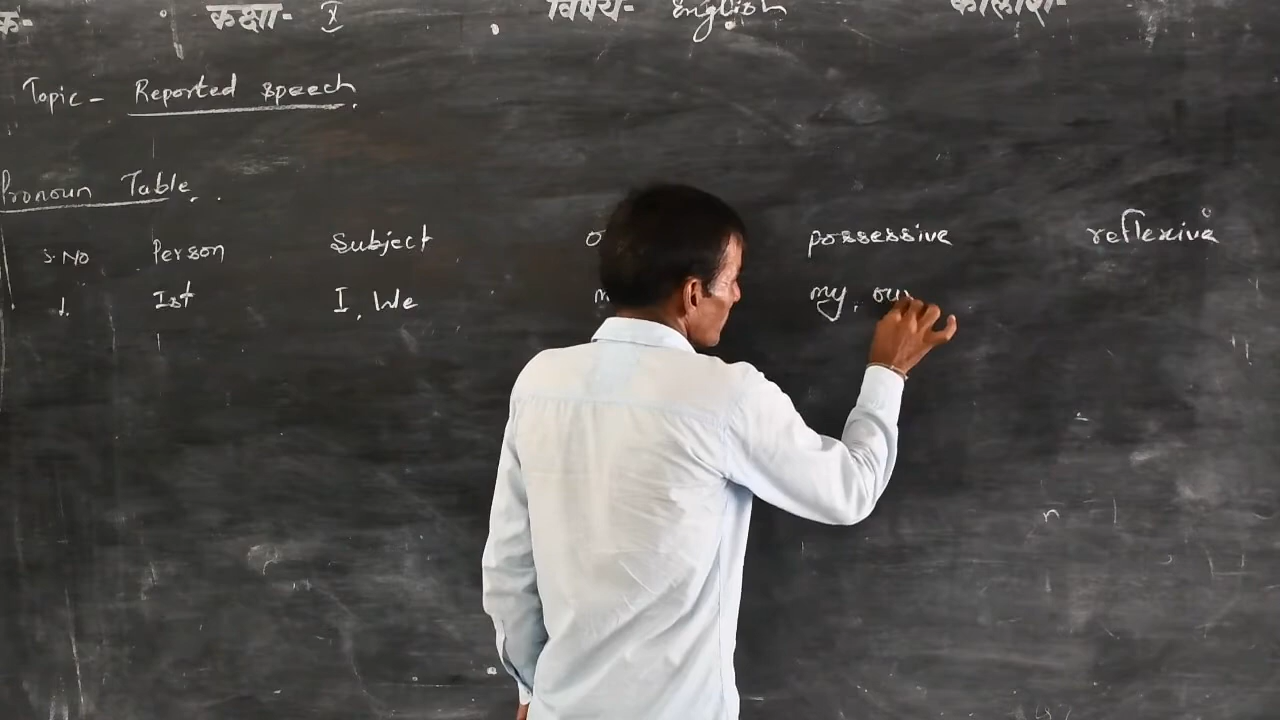 कक्षा- X विषय- English
Topic- Reported speech.
Pronoun Table.
S.No Person Subject possessive reflexive
1. Ist I, We my, our